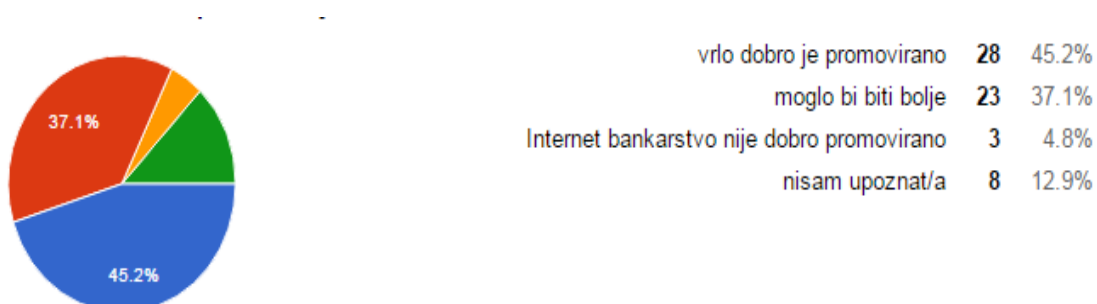 vrlo dobro je promovirano 28 45.2%
moglo bi biti bolje 23 37.1%
Internet bankarstvo nije dobro promovirano 3 4.8%
nisam upoznat/a 8 12.9%
37.1%
45.2%